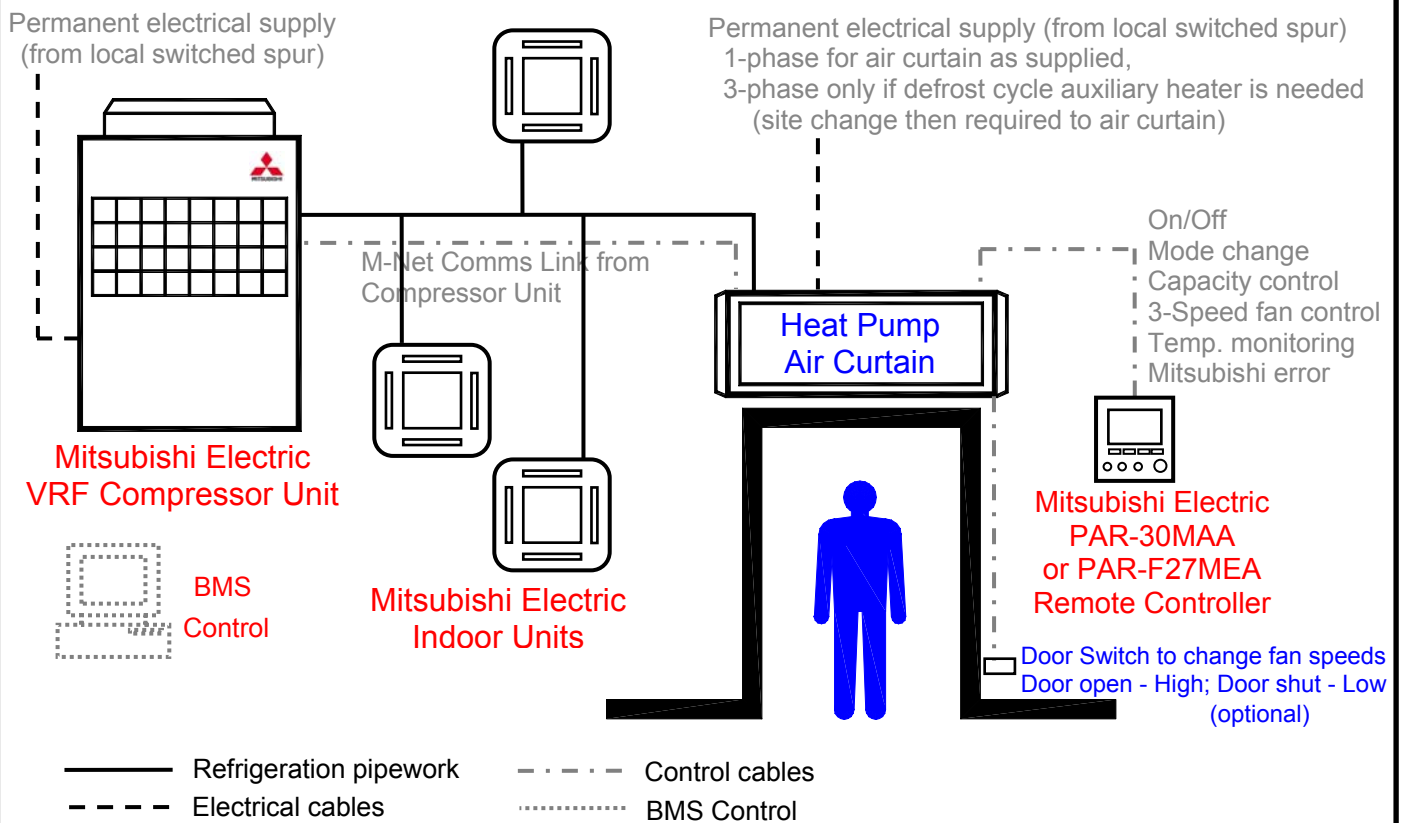 Permanent electrical supply
(from local switched spur)
Permanent electrical supply (from local switched spur)
1-phase for air curtain as supplied,
3-phase only if defrost cycle auxiliary heater is needed
(site change then required to air curtain)
MITSUBISHI
M-Net Comms Link from
Compressor Unit
On/Off
Mode change
Capacity control
3-Speed fan control
Temp. monitoring
Mitsubishi error
Heat Pump
Air Curtain
Mitsubishi Electric
VRF Compressor Unit
Mitsubishi Electric
PAR-30MAA
or PAR-F27MEA
Remote Controller
BMS
Control
Mitsubishi Electric
Indoor Units
Door Switch to change fan speeds
Door open - High; Door shut - Low
(optional)
Refrigeration pipework
Control cables
Electrical cables
BMS Control